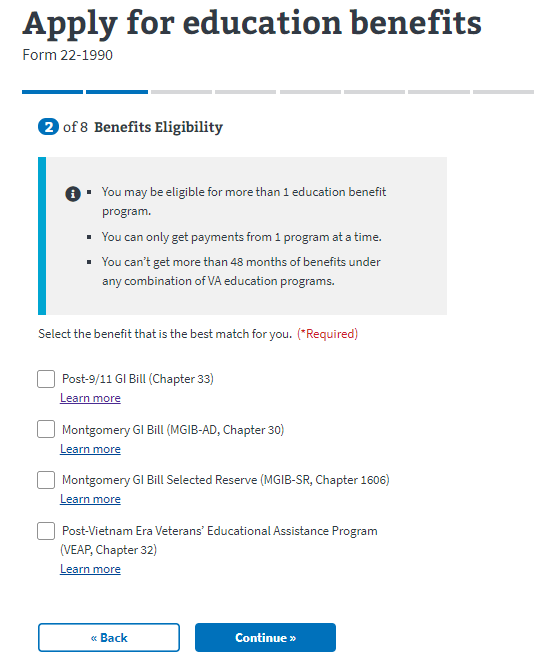 Apply for education benefits
Form 22-1990
2 of 8 Benefits Eligibility
You may be eligible for more than 1 education benefit
program.
You can only get payments from 1 program at a time.
You can’t get more than 48 months of benefits under
any combination of VA education programs.
Select the benefit that is the best match for you. (*Required)
Post-9/11 GI Bill (Chapter 33)
Learn more
Montgomery GI Bill (MGIB-AD, Chapter 30)
Learn more
Montgomery GI Bill Selected Reserve (MGIB-SR, Chapter 1606)
Learn more
Post-Vietnam Era Veterans’ Educational Assistance Program
(VEAP, Chapter 32)
Learn more
« Back
Continue »